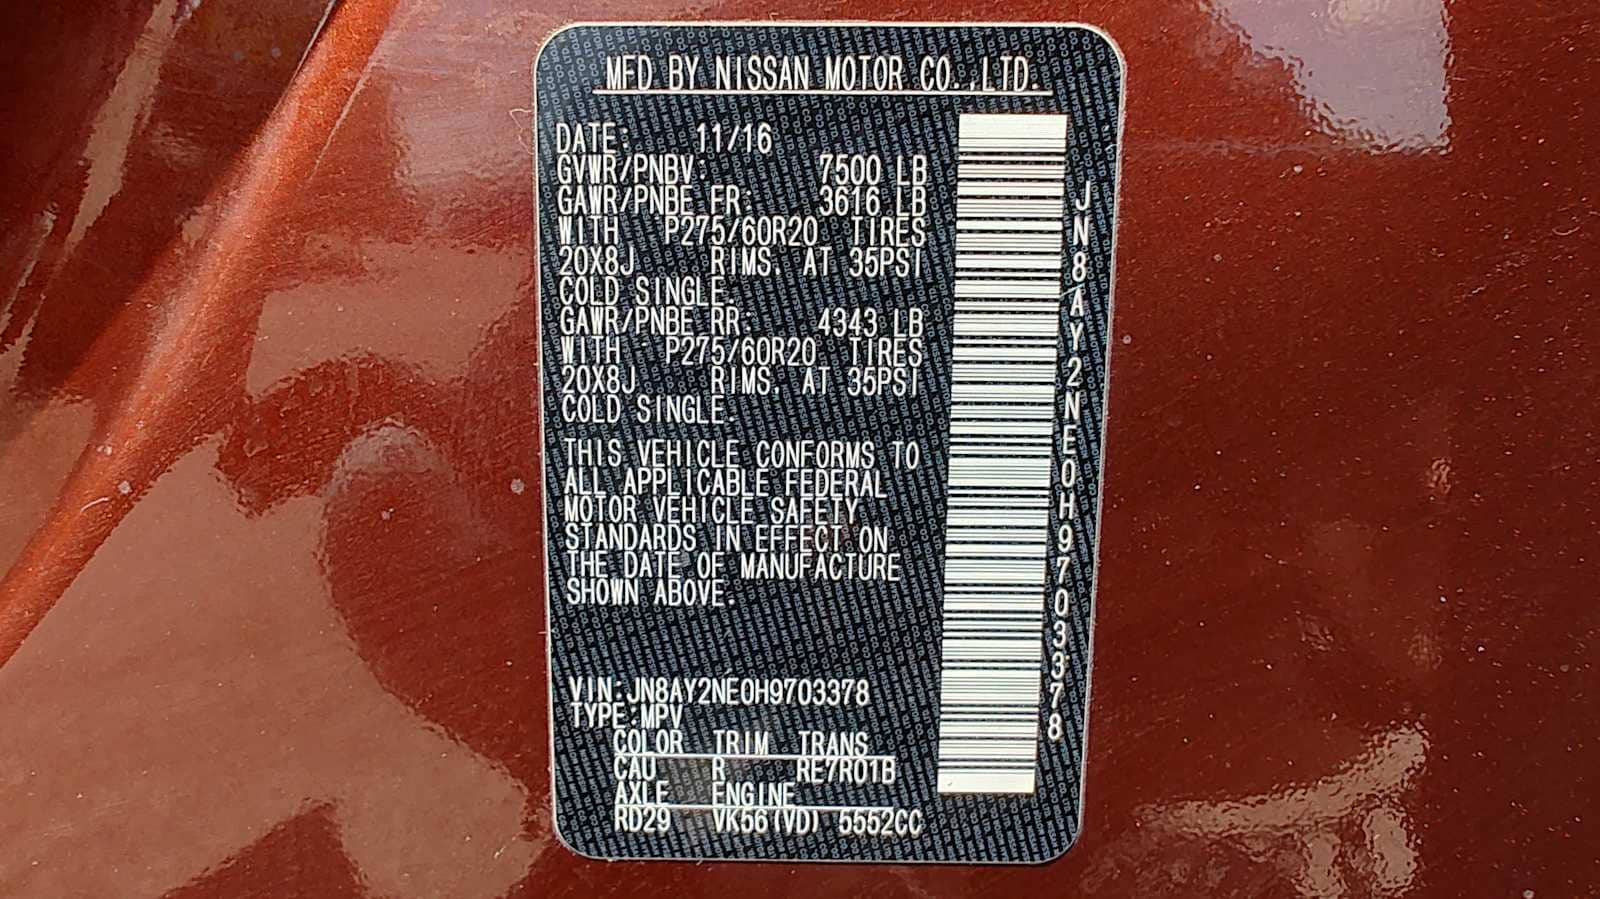 MFD BY NISSAN MOTOR CO.,LTD.
DATE: 11/16
GVWR/PNBV: 7500 LB
GAWR/PNBE FR: 3616 LB
WITH P275/60R20 TIRES
20X8J RIMS. AT 35PSI
COLD SINGLE.
GAWR/PNBE RR: 4343 LB
WITH P275/60R20 TIRES
20X8J RIMS. AT 35PSI
COLD SINGLE.
THIS VEHICLE CONFORMS TO
ALL APPLICABLE FEDERAL
MOTOR VEHICLE SAFETY
STANDARDS IN EFFECT ON
THE DATE OF MANUFACTURE
SHOWN ABOVE.
VIN:JN8AY2NE0H9703378
TYPE:MPV
COLOR TRIM TRANS
CAU R RE7R01B
AXLE ENGINE
RD29 VK56(VD) 5552CC
JN8AY2NE0H9703378